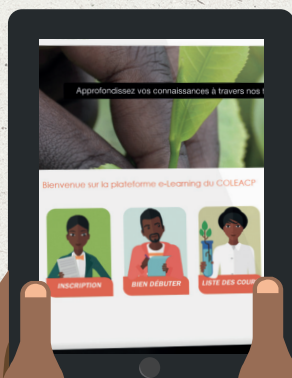 Approfondissez vos connaissances à travers nos
Bienvenue sur la plateforme e-Learning du COLEACP
INSCRIPTION
BIEN DÉBUTER
LISTE DES COUR